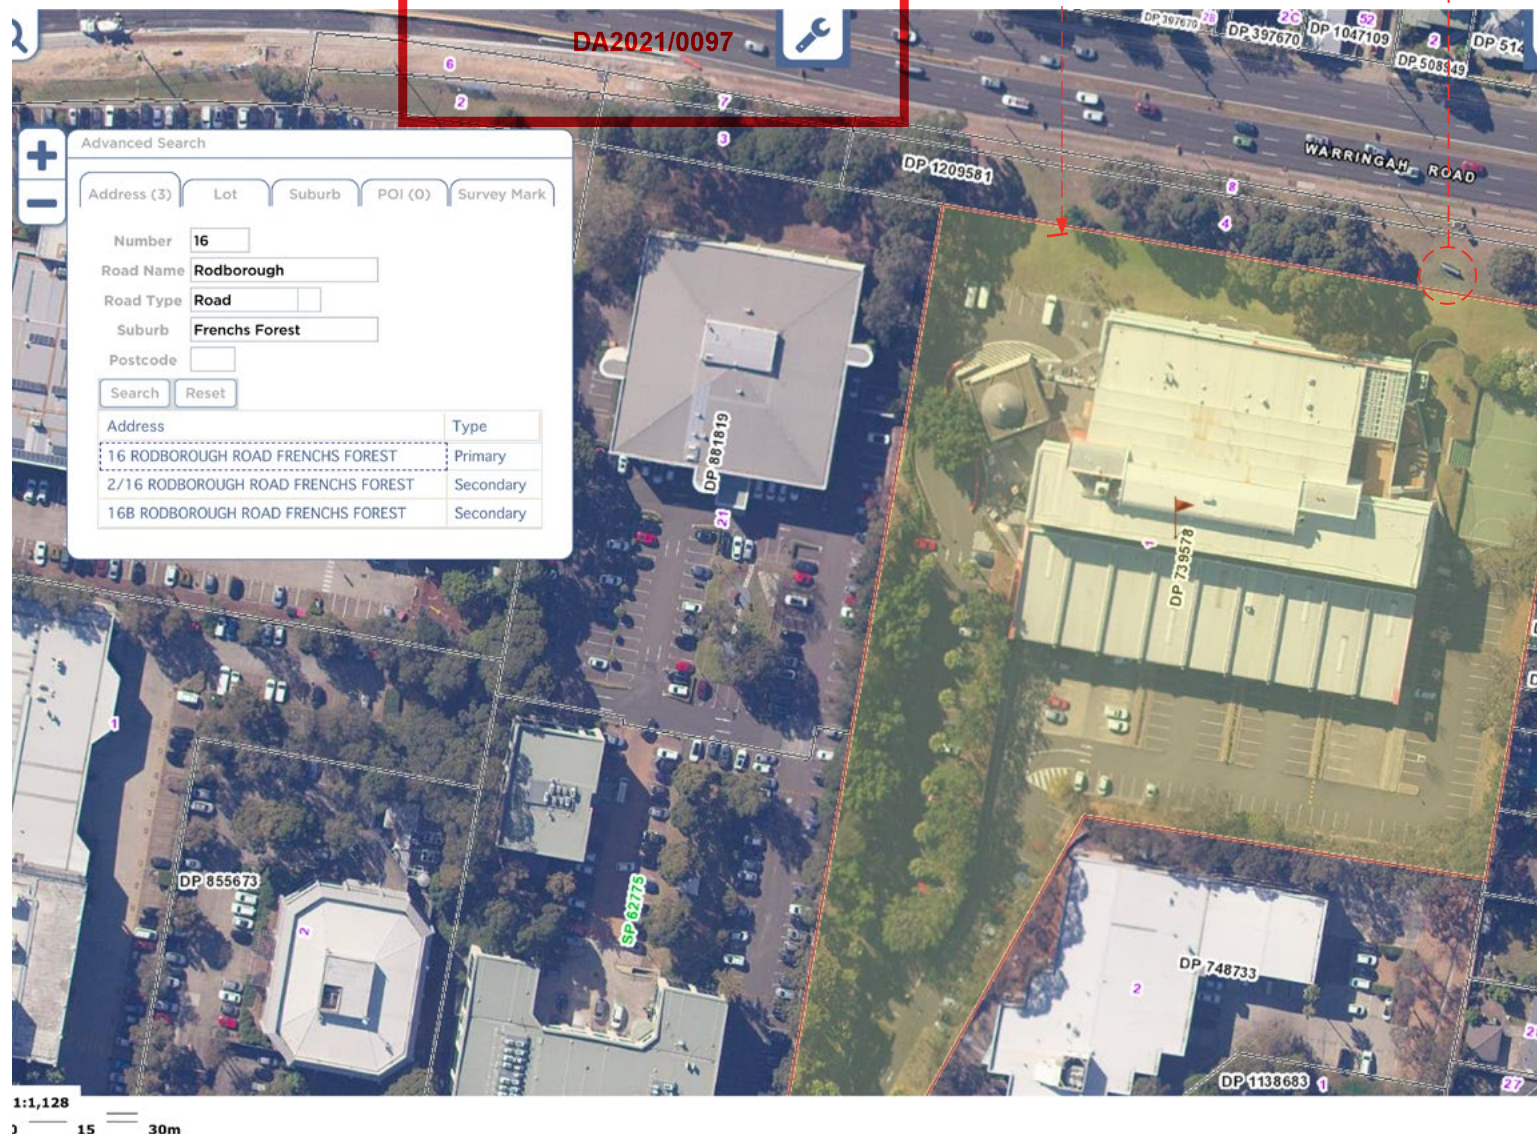 DA2021/0097
DP 397670
2B
2C
DP 397670
52
DP 1047109
2
DP 508949
6
2
7
3
DP 1209581
WARRINGAH ROAD
8
4
Advanced Search
Address (3)
Lot
Suburb
POI (0)
Survey Mark
Number 16
Road Name Rodborough
Road Type Road
Suburb Frenchs Forest
Postcode
Search Reset
Address Type
16 RODBOROUGH ROAD FRENCHS FOREST Primary
2/16 RODBOROUGH ROAD FRENCHS FOREST Secondary
16B RODBOROUGH ROAD FRENCHS FOREST Secondary
DP 881819
21
1
DP 739578
1
DP 855673
2
SP 62775
DP 748733
2
DP 1138683
1
27
1:1,128
15 30m